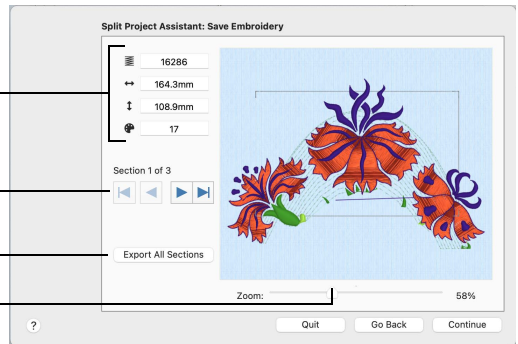 Split Project Assistant: Save Embroidery
16286
164.3mm
108.9mm
17
Section 1 of 3
Export All Sections
Zoom: 58%
? Quit Go Back Continue